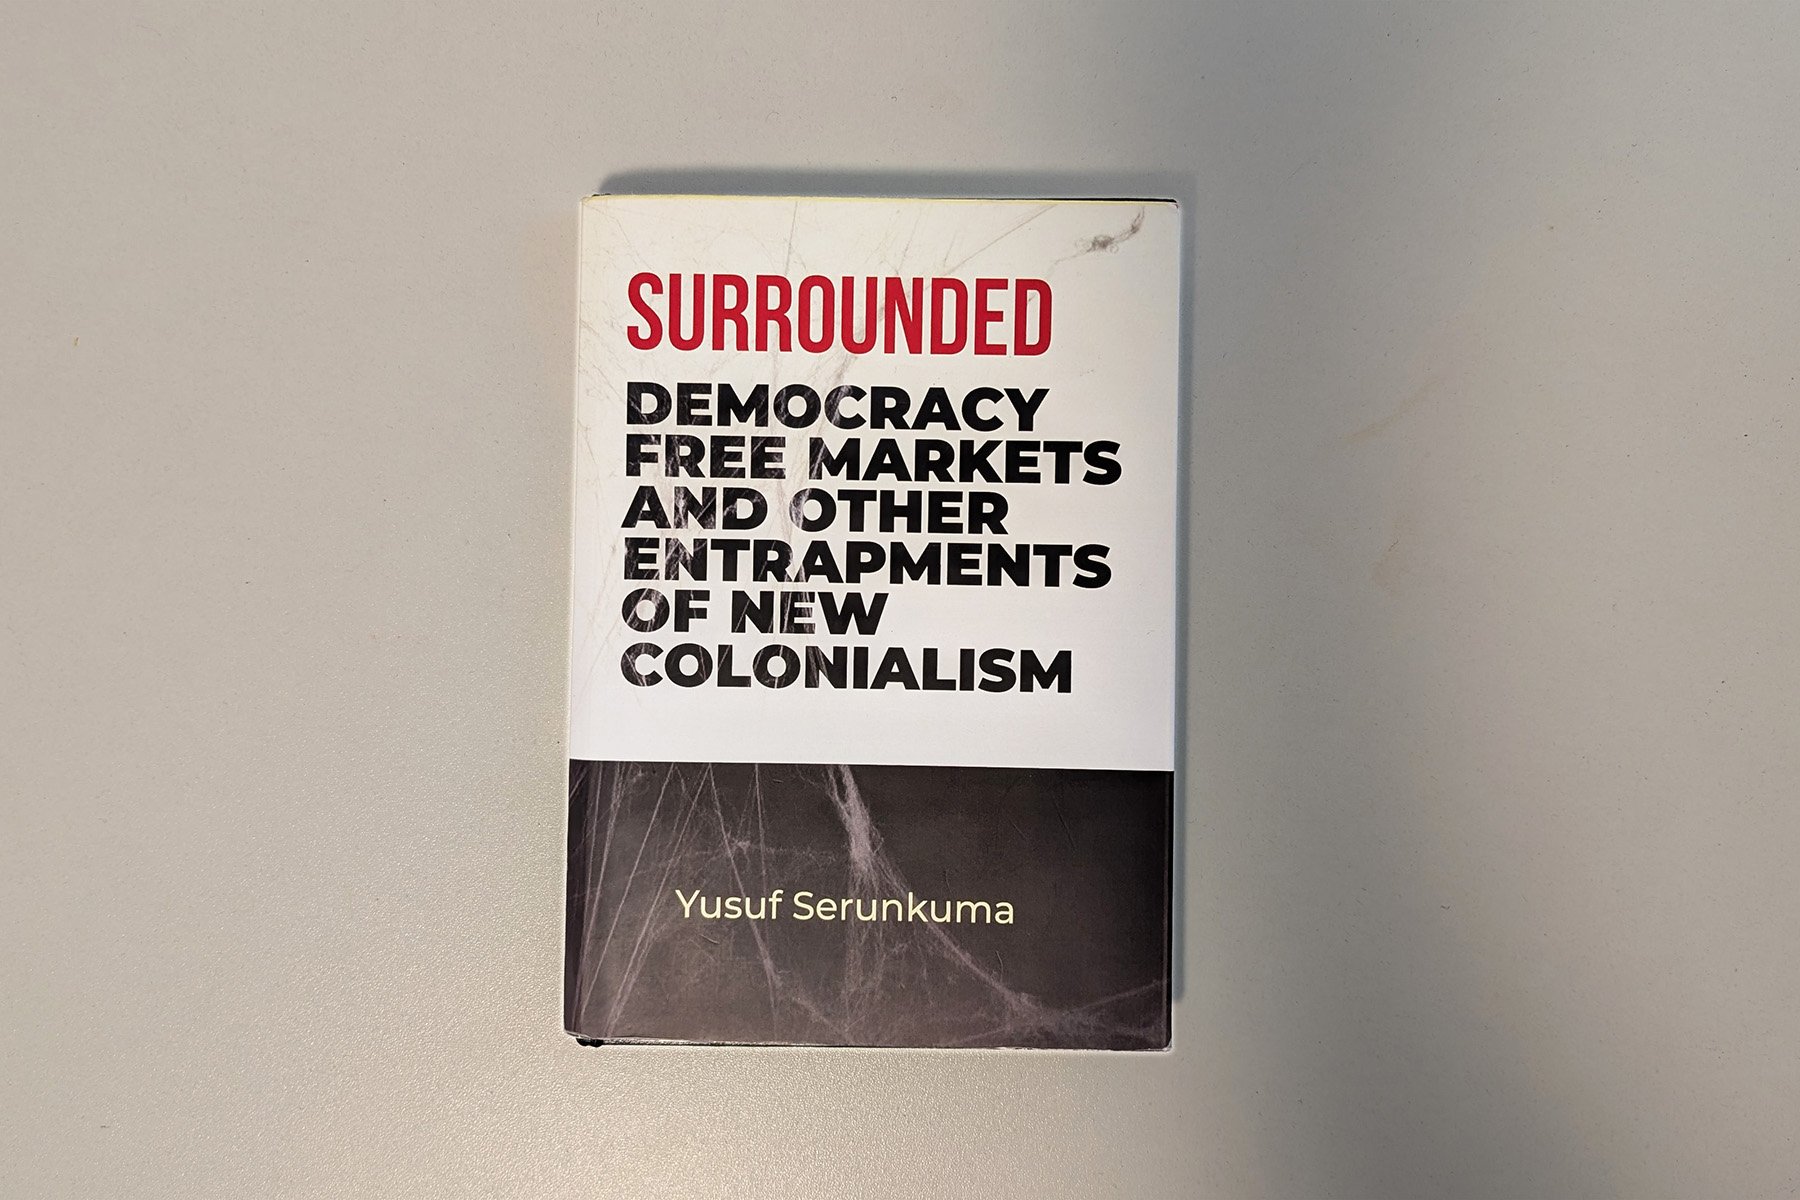 SURROUNDED
DEMOCRACY
FREE MARKETS
AND OTHER
ENTRAPMENTS
OF NEW
COLONIALISM
Yusuf Serunkuma